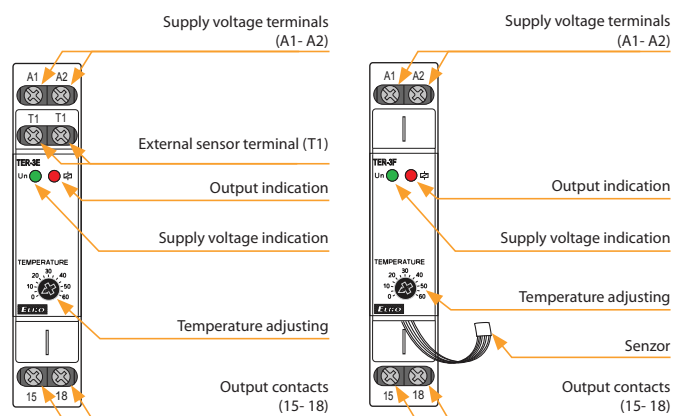 Supply voltage terminals
(A1- A2)
A1 A2
T1 T1
External sensor terminal (T1)
TER-3E
Un
Output indication
Supply voltage indication
TEMPERATURE
30
20 40
10 50
0 60
ELKO
Temperature adjusting
15 18
Output contacts
(15- 18)
Supply voltage terminals
(A1- A2)
A1 A2
TER-3F
Un
Output indication
Supply voltage indication
TEMPERATURE
30
20 40
10 50
0 60
ELKO
Temperature adjusting
Senzor
15 18
Output contacts
(15- 18)